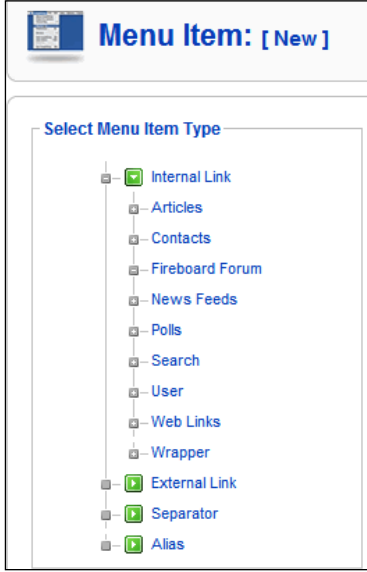 Menu Item: [ New ]
Select Menu Item Type
Internal Link
Articles
Contacts
Fireboard Forum
News Feeds
Polls
Search
User
Web Links
Wrapper
External Link
Separator
Alias